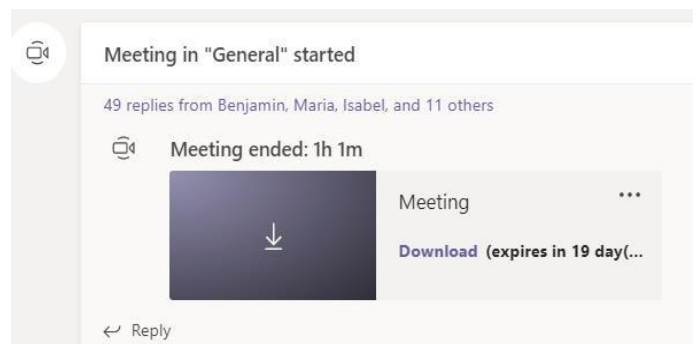 Meeting in "General" started
49 replies from Benjamin, Maria, Isabel, and 11 others
Meeting ended: 1h 1m
Meeting
Download (expires in 19 day(...
Reply